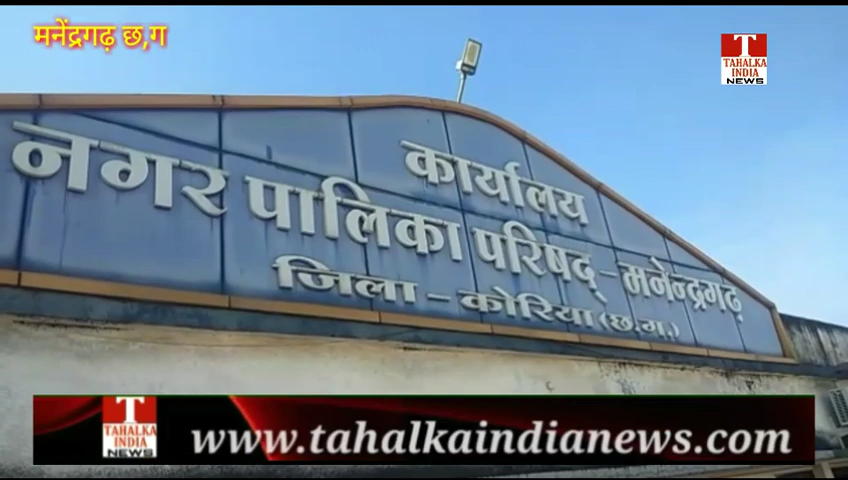 मनेंद्रगढ़ छ,ग
T
TAHALKA
INDIA
NEWS
कार्यालय
नगर पालिका परिषद् - मनेन्द्रगढ़
जिला - कोरिया (छ.ग.)
T
TAHALKA
INDIA
NEWS
www.tahalkaindianews.com